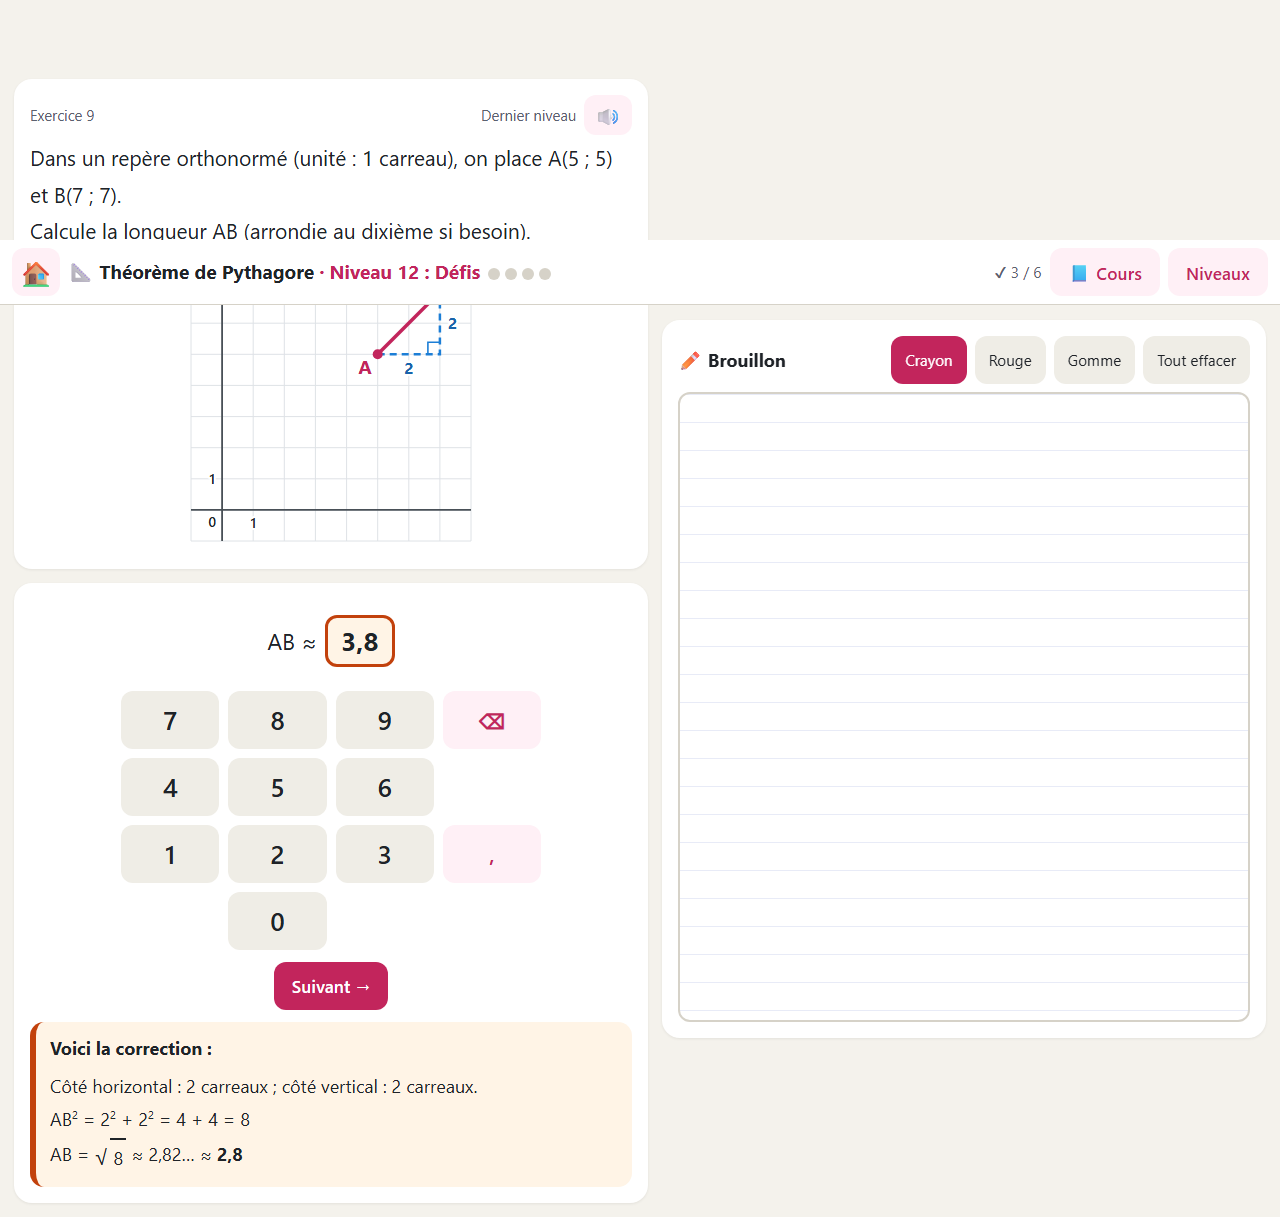 Exercice 9
Dernier niveau
Dans un repère orthonormé (unité : 1 carreau), on place A(5 ; 5)
et B(7 ; 7).
Calcule la longueur AB (arrondie au dixième si besoin).
Théorème de Pythagore · Niveau 12 : Défis
✓ 3 / 6
Cours
Niveaux
2
A
2
1
0
1
Brouillon
Crayon
Rouge
Gomme
Tout effacer
AB ≈ 3,8
7 8 9 ⌫
4 5 6
1 2 3 ,
0
Suivant →
Voici la correction :
Côté horizontal : 2 carreaux ; côté vertical : 2 carreaux.
AB² = 2² + 2² = 4 + 4 = 8
AB = √8 ≈ 2,82... ≈ 2,8